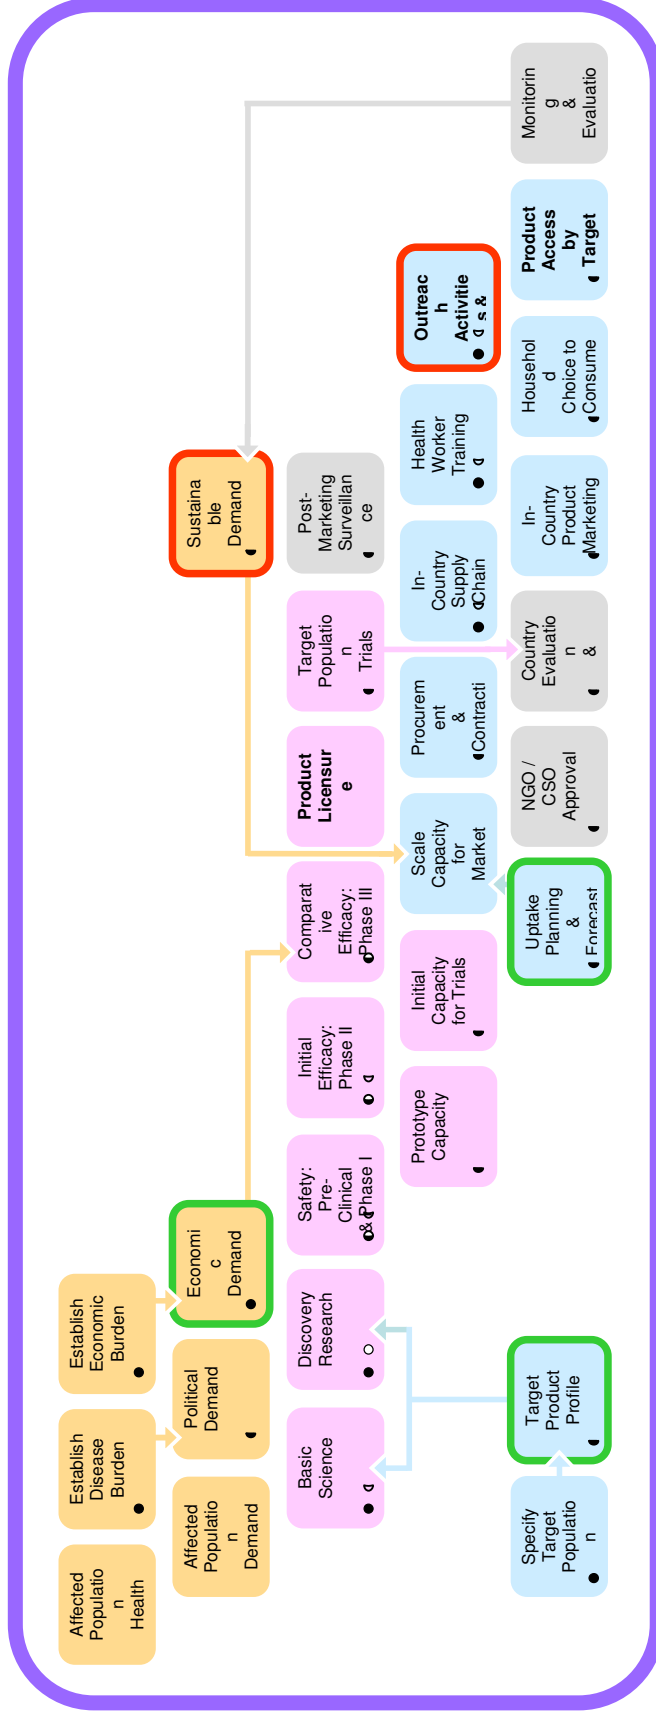 Affected
Populatio
n
Health
Establish
Disease
Burden
Establish
Economic
Burden
Affected
Populatio
n
Demand
Political
Demand
Economi
c
Demand
Sustaina
ble
Demand
Basic
Science
Discovery
Research
Safety:
Pre-
Clinical
& Phase I
Initial
Efficacy:
Phase II
Comparat
ive
Efficacy:
Phase III
Product
Licensur
e
Target
Populatio
n
Trials
Post-
Marketing
Surveillan
ce
Prototype
Capacity
Initial
Capacity
for Trials
Scale
Capacity
for
Market
Procurem
ent
&
Contracti
In-
Country
Supply
Chain
Health
Worker
Training
Outreac
h
Activitie
s &
Specify
Target
Populatio
n
Target
Product
Profile
Uptake
Planning
&
Forecast
NGO /
CSO
Approval
Country
Evaluatio
n
&
In-
Country
Product
Marketing
Househol
d
Choice to
Consume
Product
Access
by
Target
Monitorin
g
&
Evaluatio